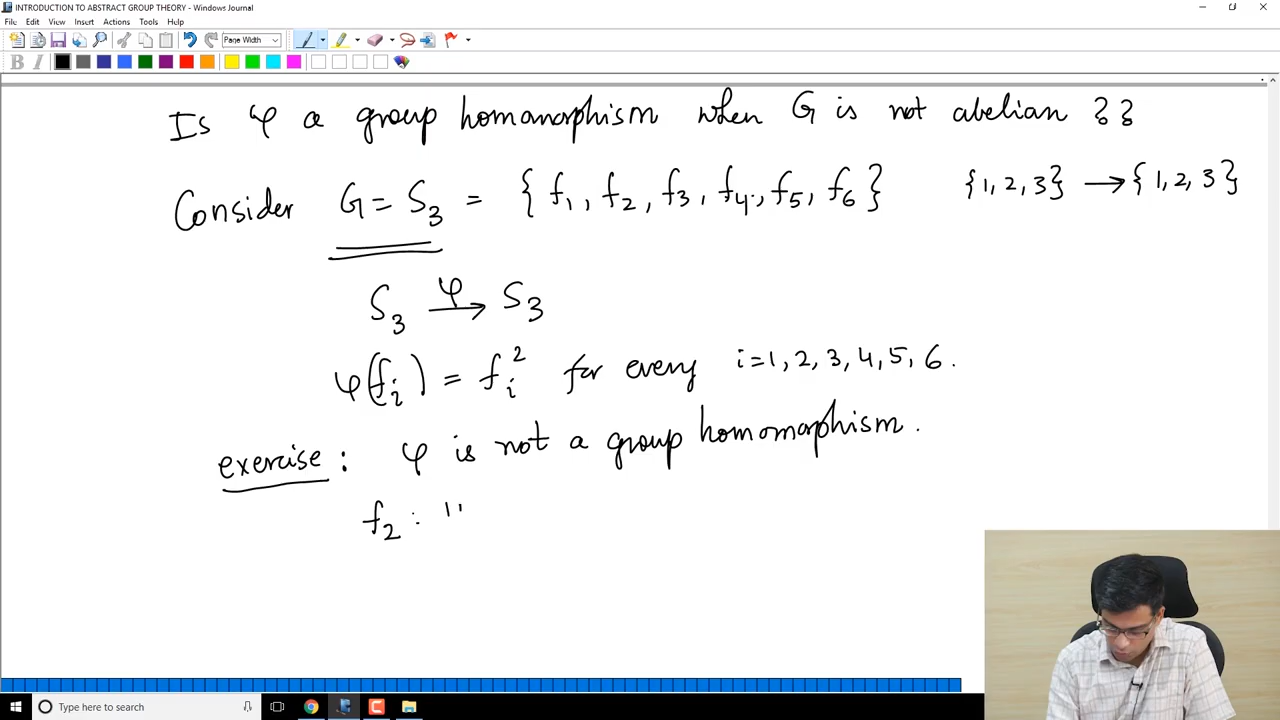 INTRODUCTION TO ABSTRACT GROUP THEORY - Windows Journal
File Edit View Insert Actions Tools Help
Page Width
B I
Is φ a group homomorphism when G is not abelian ??
Consider G = S₃ = { f₁, f₂, f₃, f₄, f₅, f₆ } {1, 2, 3} → {1, 2, 3}
S₃ —φ→ S₃
φ(fᵢ) = fᵢ² for every i=1, 2, 3, 4, 5, 6.
exercise : φ is not a group homomorphism.
f₂ : 1
Type here to search